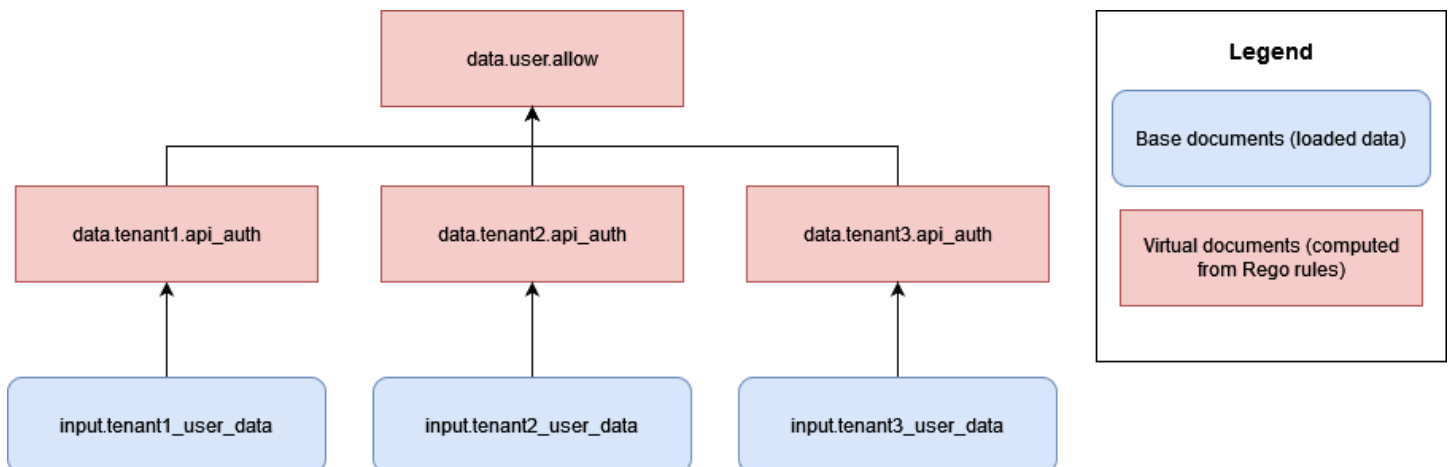 data.user.allow
data.tenant1.api_auth
data.tenant2.api_auth
data.tenant3.api_auth
input.tenant1_user_data
input.tenant2_user_data
input.tenant3_user_data
Legend
Base documents (loaded data)
Virtual documents (computed
from Rego rules)